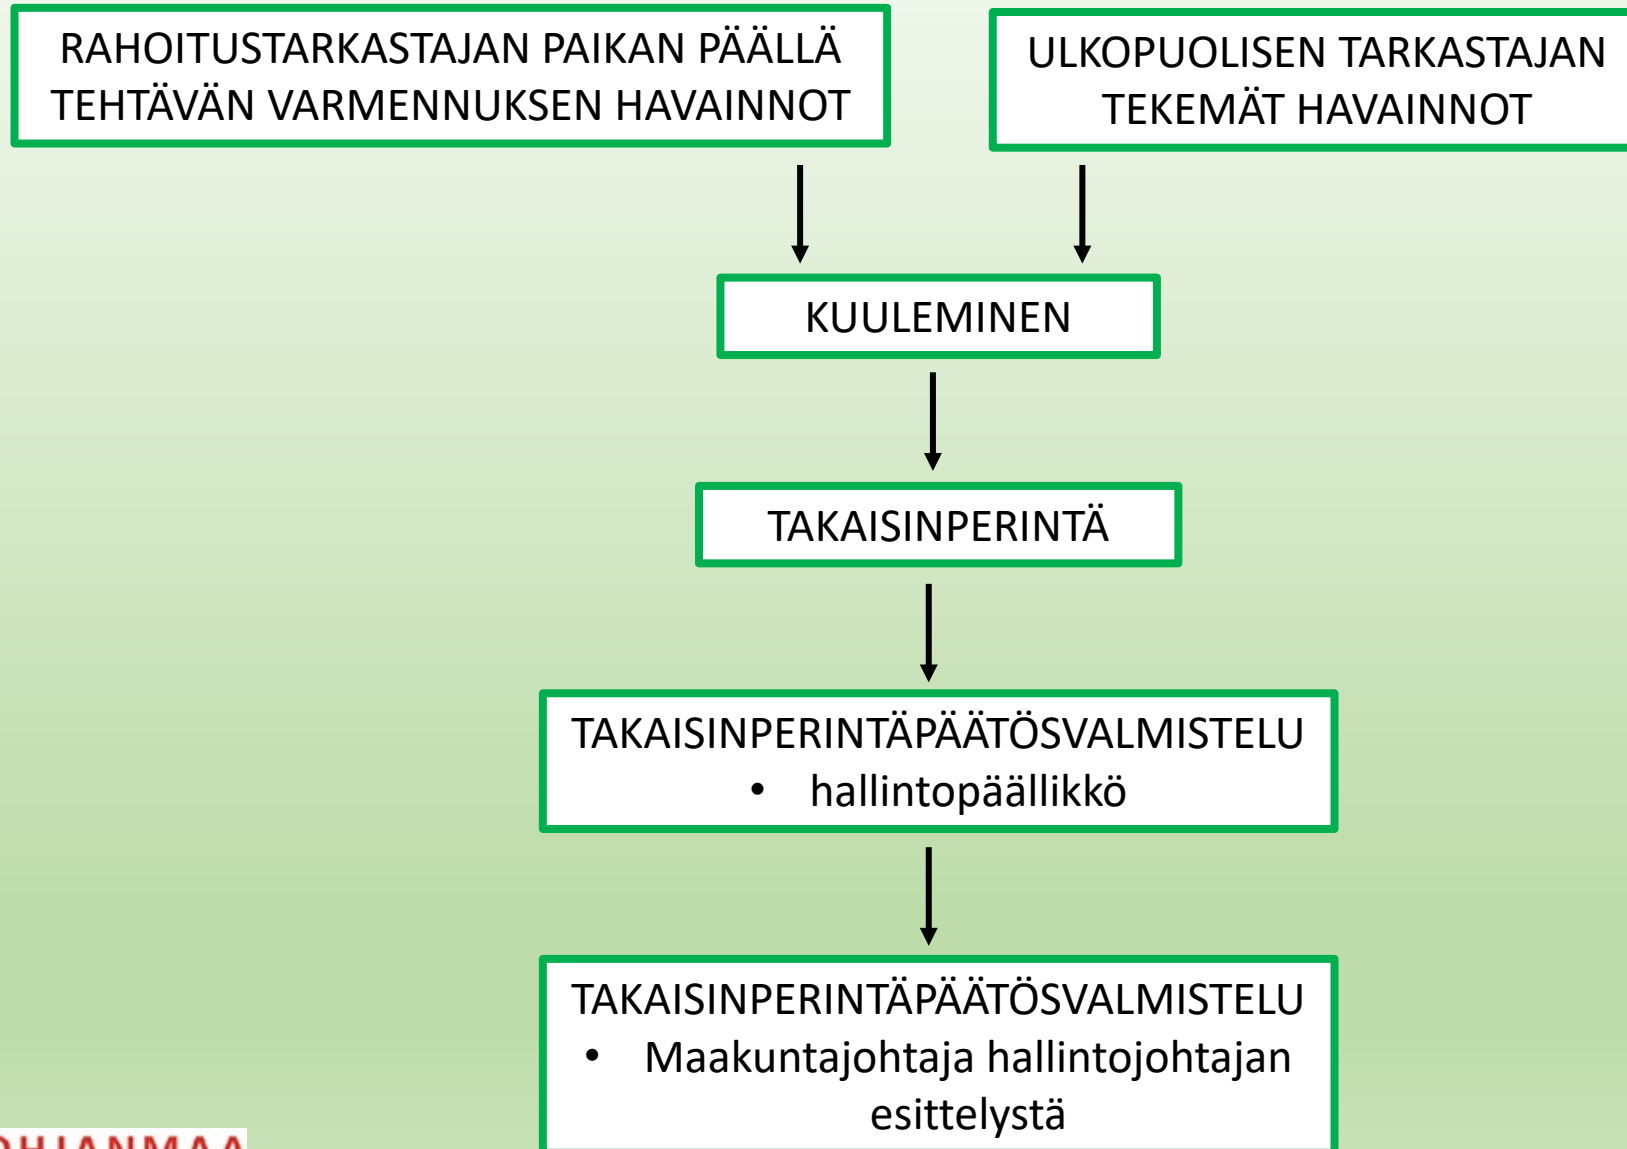 RAHOITUSTARKASTAJAN PAIKAN PÄÄLLÄ
TEHTÄVÄN VARMENNUKSEN HAVAINNOT
ULKOPUOLISEN TARKASTAJAN
TEKEMÄT HAVAINNOT
KUULEMINEN
TAKAISINPERINTÄ
TAKAISINPERINTÄPÄÄTÖSVALMISTELU
• hallintopäällikkö
TAKAISINPERINTÄPÄÄTÖSVALMISTELU
• Maakuntajohtaja hallintojohtajan
esittelystä